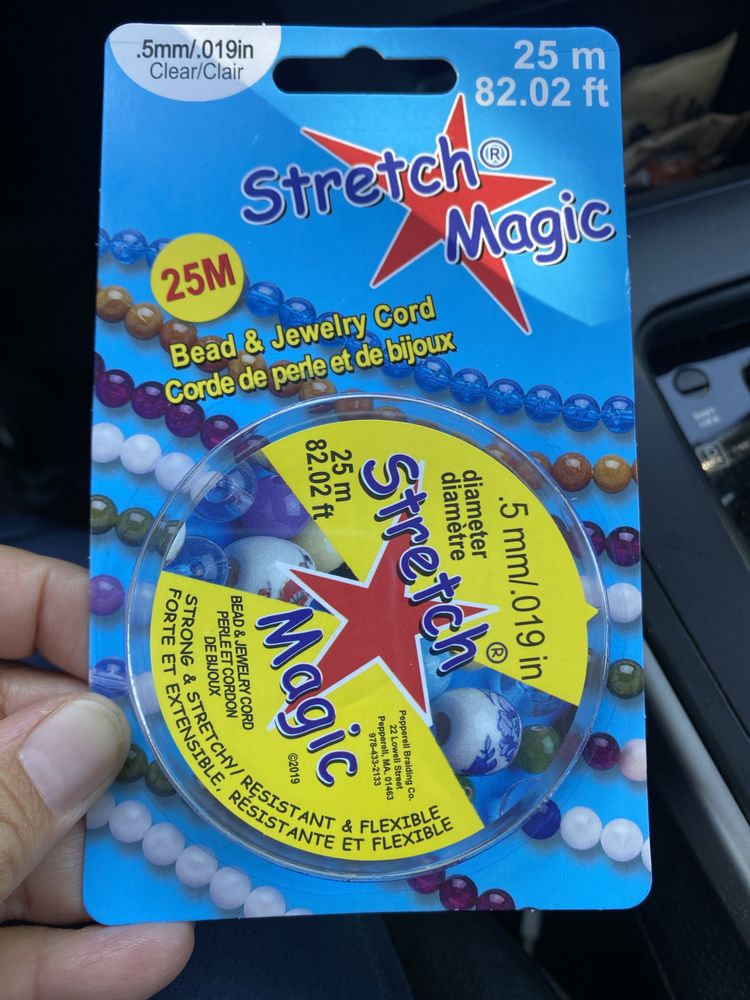 .5mm/.019in
Clear/Clair
25 m
82.02 ft
Stretch®
Magic
25M
Bead & Jewelry Cord
Corde de perle et de bijoux
25 m
82.02 ft
Stretch®
Magic
diameter
diamétre
.5 mm/.019 in
BEAD & JEWELRY CORD
PERLE ET CORDON
DE BIJOUX
Pepperell Braiding Co.
22 Lowell Street
Pepperell, MA. 01463
978-433-2133
©2019
STRONG & STRETCHY/ RESISTANT & FLEXIBLE
FORTE ET EXTENSIBLE, RÉSISTANTE ET FLEXIBLE
SHIFT
LOCK